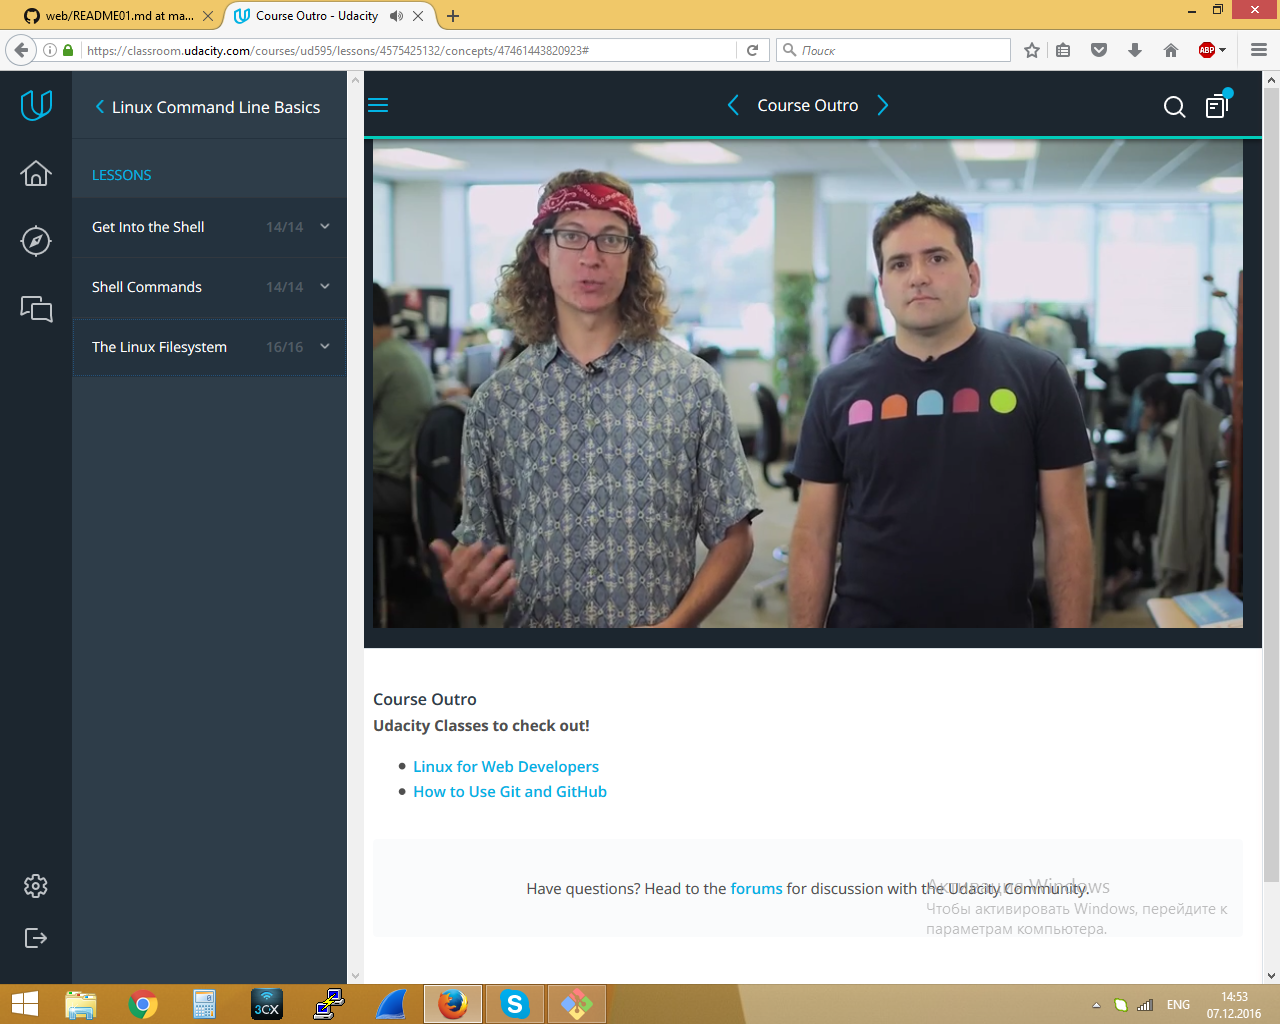 web/README01.md at ma...
Course Outro - Udacity
https://classroom.udacity.com/courses/ud595/lessons/4575425132/concepts/47461443820923#
Поиск
ABP
Linux Command Line Basics
Course Outro
LESSONS
Get Into the Shell 14/14
Shell Commands 14/14
The Linux Filesystem 16/16
Course Outro
Udacity Classes to check out!
Linux for Web Developers
How to Use Git and GitHub
Have questions? Head to the forums for discussion with the Udacity Community.
Активация Windows
Чтобы активировать Windows, перейдите к
параметрам компьютера.
3CX
ENG
14:53
07.12.2016